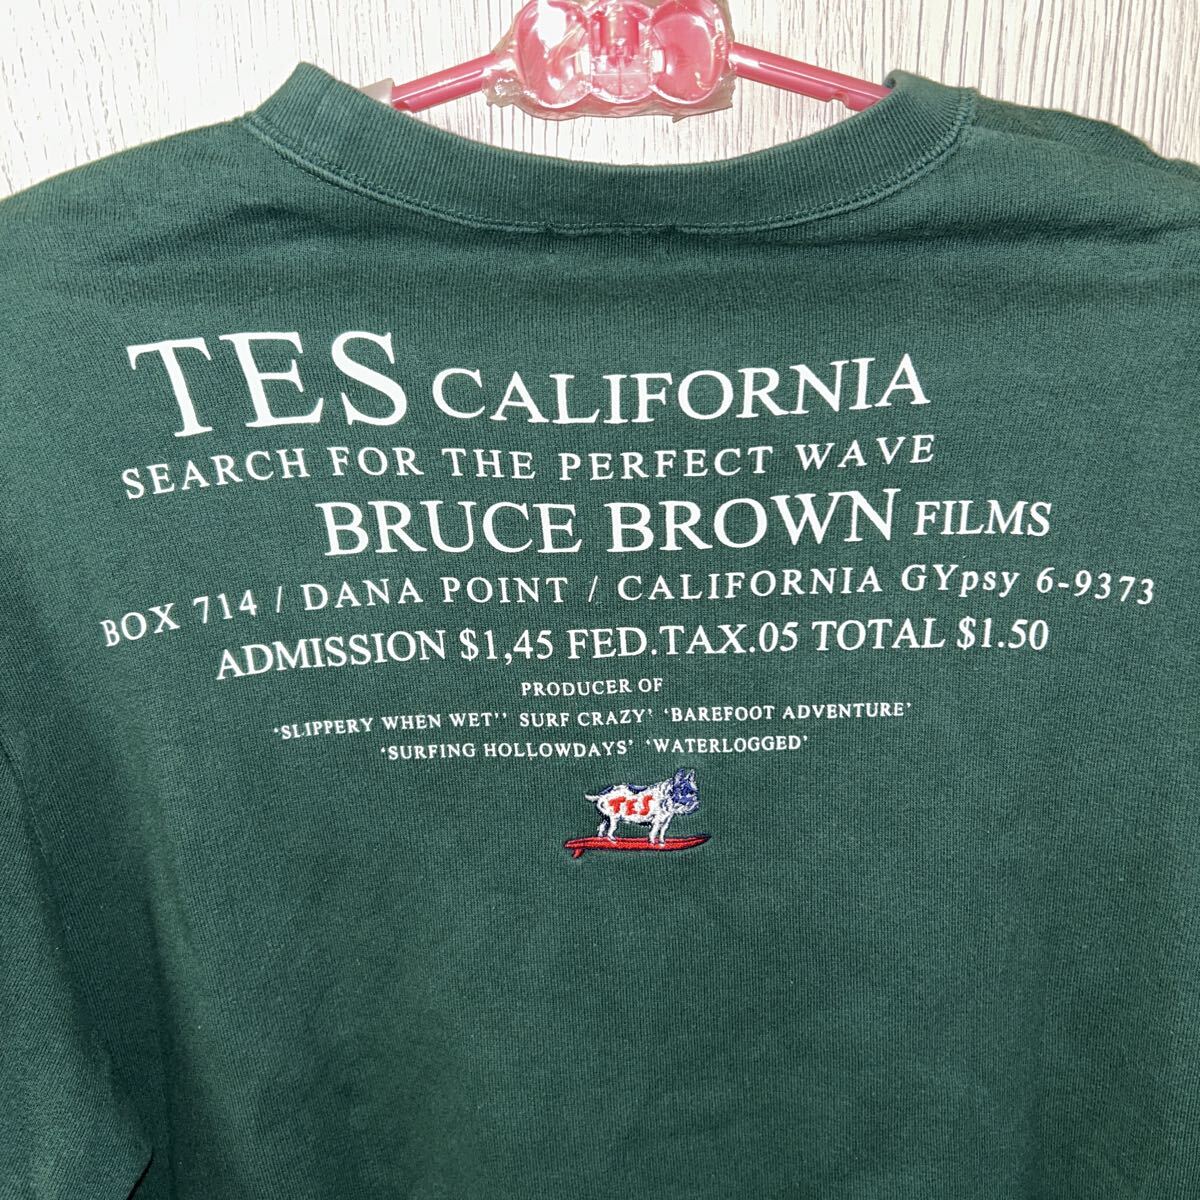 TES CALIFORNIA
SEARCH FOR THE PERFECT WAVE
BRUCE BROWN FILMS
BOX 714 / DANA POINT / CALIFORNIA GYpsy 6-9373
ADMISSION $1,45 FED.TAX.05 TOTAL $1.50
PRODUCER OF
‘SLIPPERY WHEN WET’’ SURF CRAZY’ ‘BAREFOOT ADVENTURE’
‘SURFING HOLLOWDAYS’ ‘WATERLOGGED’
TES